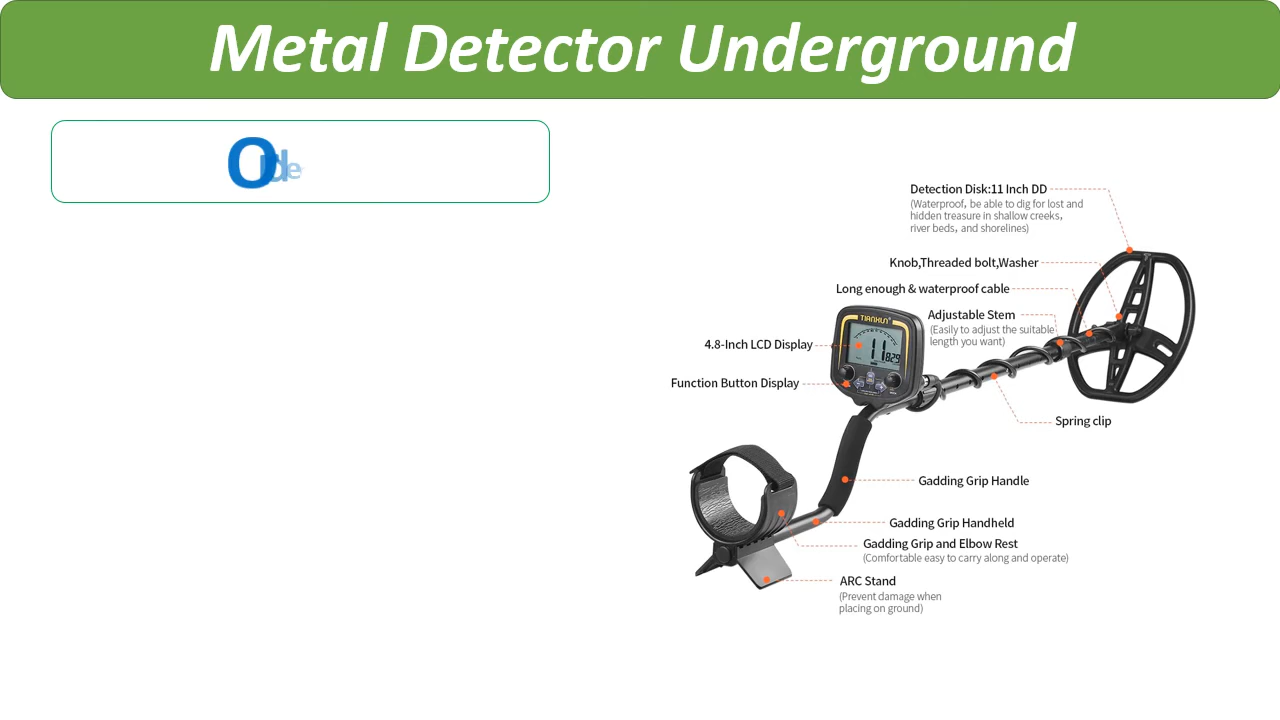 Metal Detector Underground
Detection Disk:11 Inch DD
(Waterproof, be able to dig for lost and
hidden treasure in shallow creeks,
river beds, and shorelines)
Knob,Threaded bolt,Washer
Long enough & waterproof cable
Adjustable Stem
(Easily to adjust the suitable
length you want)
TIANXUN
11
829
4.8-Inch LCD Display
Function Button Display
Spring clip
Gadding Grip Handle
Gadding Grip Handheld
Gadding Grip and Elbow Rest
(Comfortable easy to carry along and operate)
ARC Stand
(Prevent damage when
placing on ground)